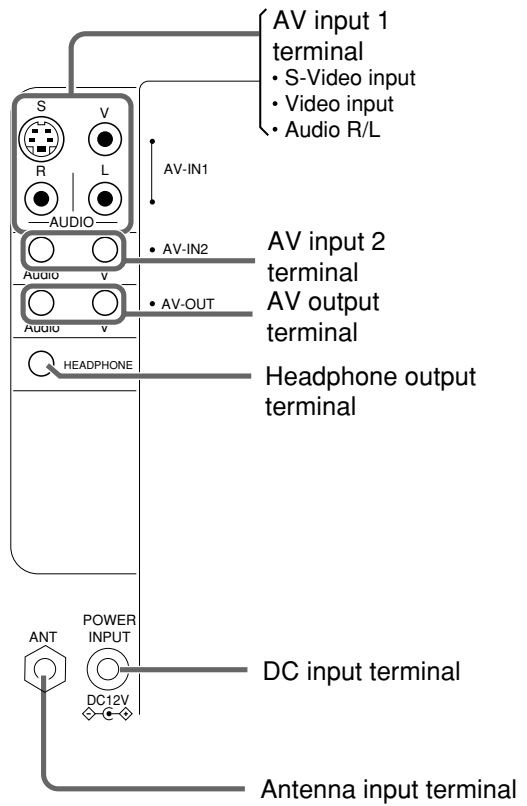 AV input 1
terminal
• S-Video input
• Video input
• Audio R/L
S
V
R
L
AUDIO
AV-IN1
Audio
V
• AV-IN2
AV input 2
terminal
Audio
V
• AV-OUT
AV output
terminal
HEADPHONE
Headphone output
terminal
ANT
POWER
INPUT
DC12V
DC input terminal
Antenna input terminal